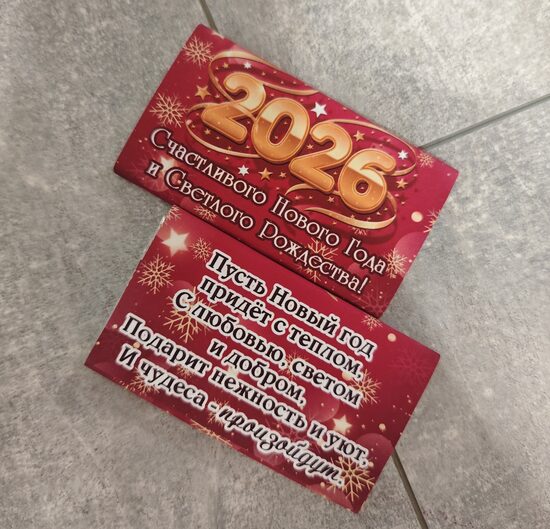 2026
Счастливого Нового Года
и Светлого Рождества!
Пусть Новый год
придёт с теплом,
С любовью, светом
и добром,
Подарит нежность и уют,
И чудеса - произойдут.